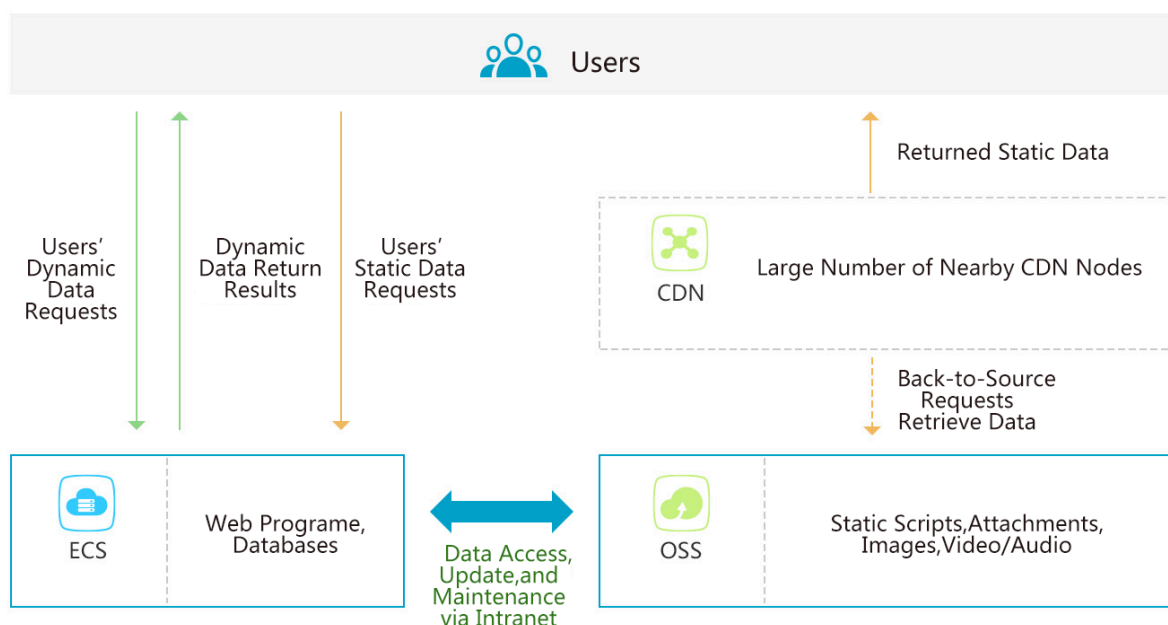 Users
Returned Static Data
Users'
Dynamic
Data
Requests
Dynamic
Data Return
Results
Users'
Static Data
Requests
CDN
Large Number of Nearby CDN Nodes
Back-to-Source
Requests
Retrieve Data
ECS
Web Programe,
Databases
Data Access,
Update,and
Maintenance
via Intranet
OSS
Static Scripts,Attachments,
Images,Video/Audio